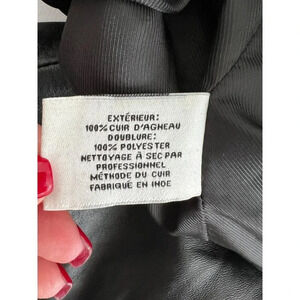 EXTÉRIEUR:
100% CUIR D'AGNEAU
DOUBLURE:
100% POLYESTER
NETTOYAGE À SEC PAR
PROFESSIONNEL
MÉTHODE DU CUIR
FABRIQUÉ EN INDE